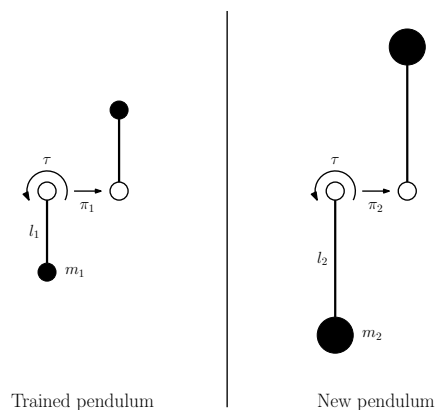 τ
π₁
l₁
m₁
Trained pendulum
τ
π₂
l₂
m₂
New pendulum